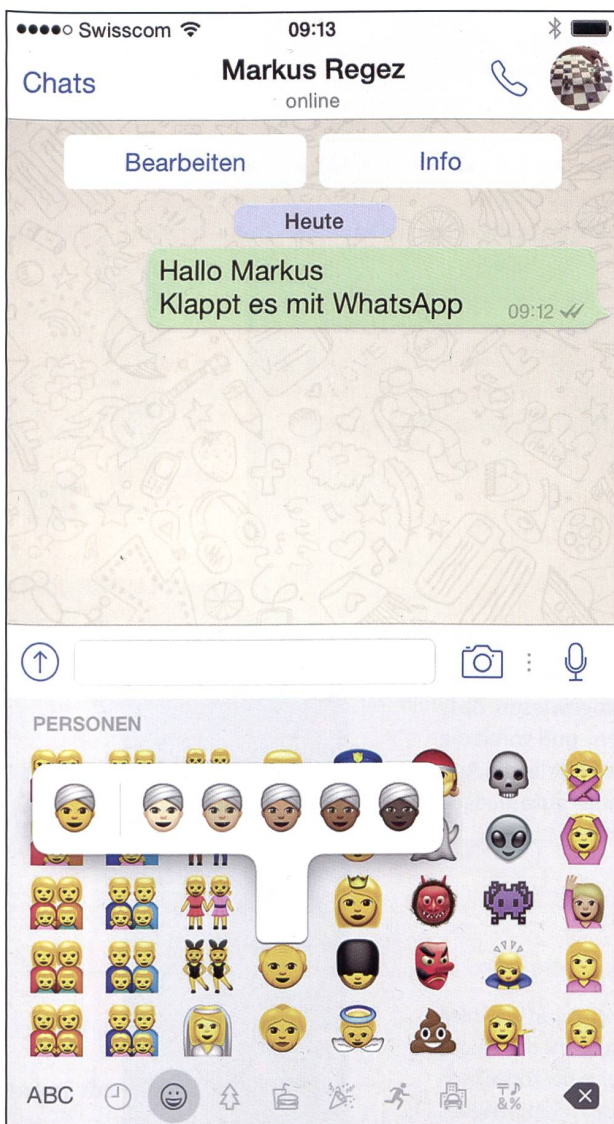 Swisscom 09:13
Chats Markus Regez
online
Bearbeiten Info
Heute
Hallo Markus
Klappt es mit WhatsApp 09:12
PERSONEN
ABC
&%